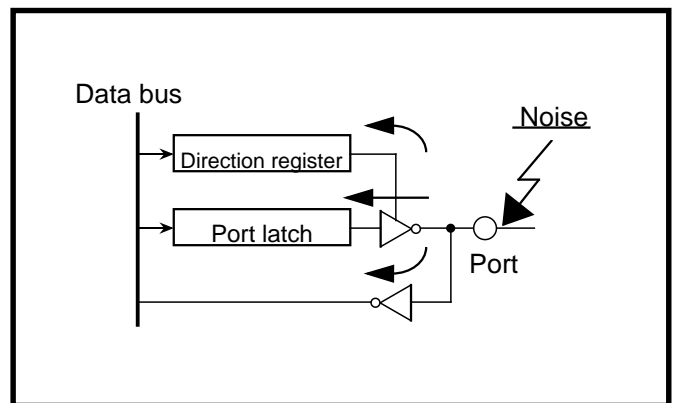 Data bus
Noise
Direction register
Port latch
Port